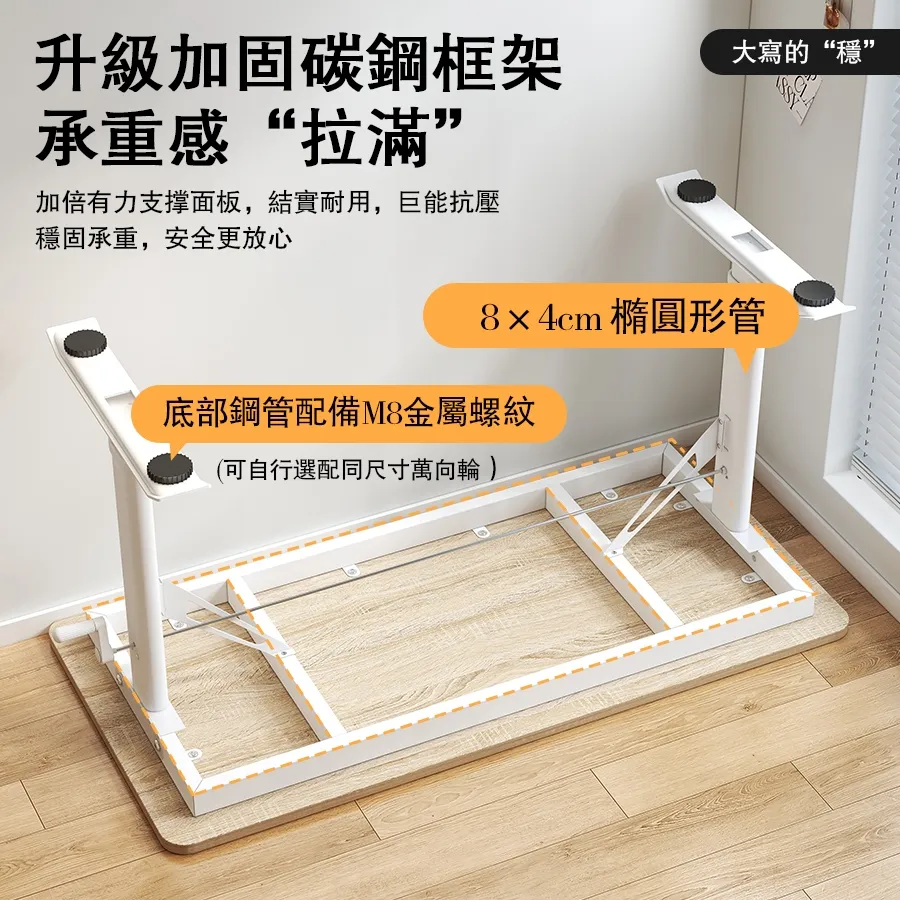 升級加固碳鋼框架
承重感“拉滿”
加倍有力支撐面板，結實耐用，巨能抗壓
穩固承重，安全更放心
大寫的“穩”
8×4cm 橢圓形管
底部鋼管配備M8金屬螺紋
(可自行選配同尺寸萬向輪)